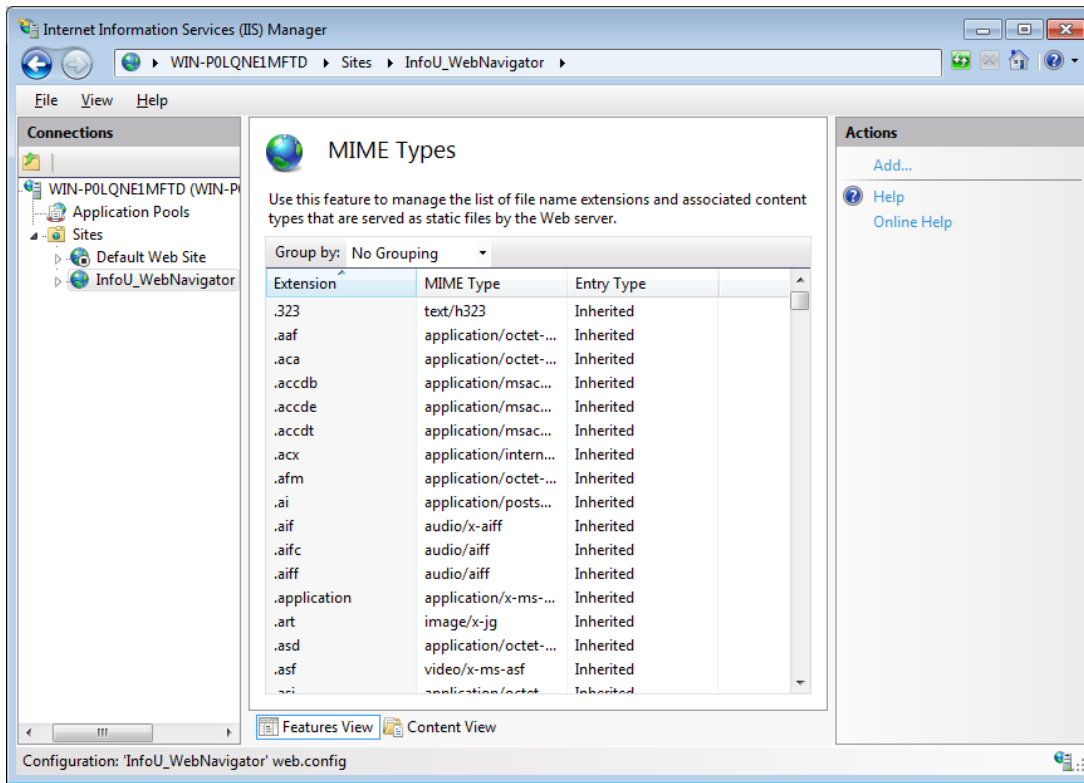 Internet Information Services (IIS) Manager
WIN-P0LQNE1MFTD Sites InfoU_WebNavigator
File View Help
Connections
WIN-P0LQNE1MFTD (WIN-P
Application Pools
Sites
Default Web Site
InfoU_WebNavigator
MIME Types
Use this feature to manage the list of file name extensions and associated content
types that are served as static files by the Web server.
Group by: No Grouping
Extension MIME Type Entry Type
.323 text/h323 Inherited
.aaf application/octet-... Inherited
.aca application/octet-... Inherited
.accdb application/msac... Inherited
.accde application/msac... Inherited
.accdt application/msac... Inherited
.acx application/intern... Inherited
.afm application/octet-... Inherited
.ai application/posts... Inherited
.aif audio/x-aiff Inherited
.aifc audio/aiff Inherited
.aiff audio/aiff Inherited
.application application/x-ms-... Inherited
.art image/x-jg Inherited
.asd application/octet-... Inherited
.asf video/x-ms-asf Inherited
.asi application/octet Inherited
Features View Content View
Actions
Add...
Help
Online Help
Configuration: 'InfoU_WebNavigator' web.config